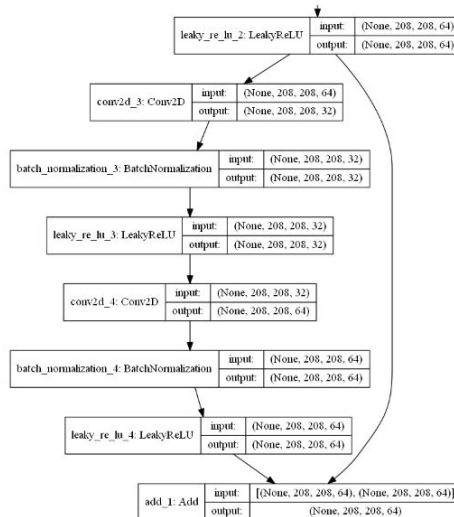 leaky_re_lu_2: LeakyReLU input: (None, 208, 208, 64)
output: (None, 208, 208, 64)
conv2d_3: Conv2D input: (None, 208, 208, 64)
output: (None, 208, 208, 32)
batch_normalization_3: BatchNormalization input: (None, 208, 208, 32)
output: (None, 208, 208, 32)
leaky_re_lu_3: LeakyReLU input: (None, 208, 208, 32)
output: (None, 208, 208, 32)
conv2d_4: Conv2D input: (None, 208, 208, 32)
output: (None, 208, 208, 64)
batch_normalization_4: BatchNormalization input: (None, 208, 208, 64)
output: (None, 208, 208, 64)
leaky_re_lu_4: LeakyReLU input: (None, 208, 208, 64)
output: (None, 208, 208, 64)
add_1: Add input: [(None, 208, 208, 64), (None, 208, 208, 64)]
output: (None, 208, 208, 64)